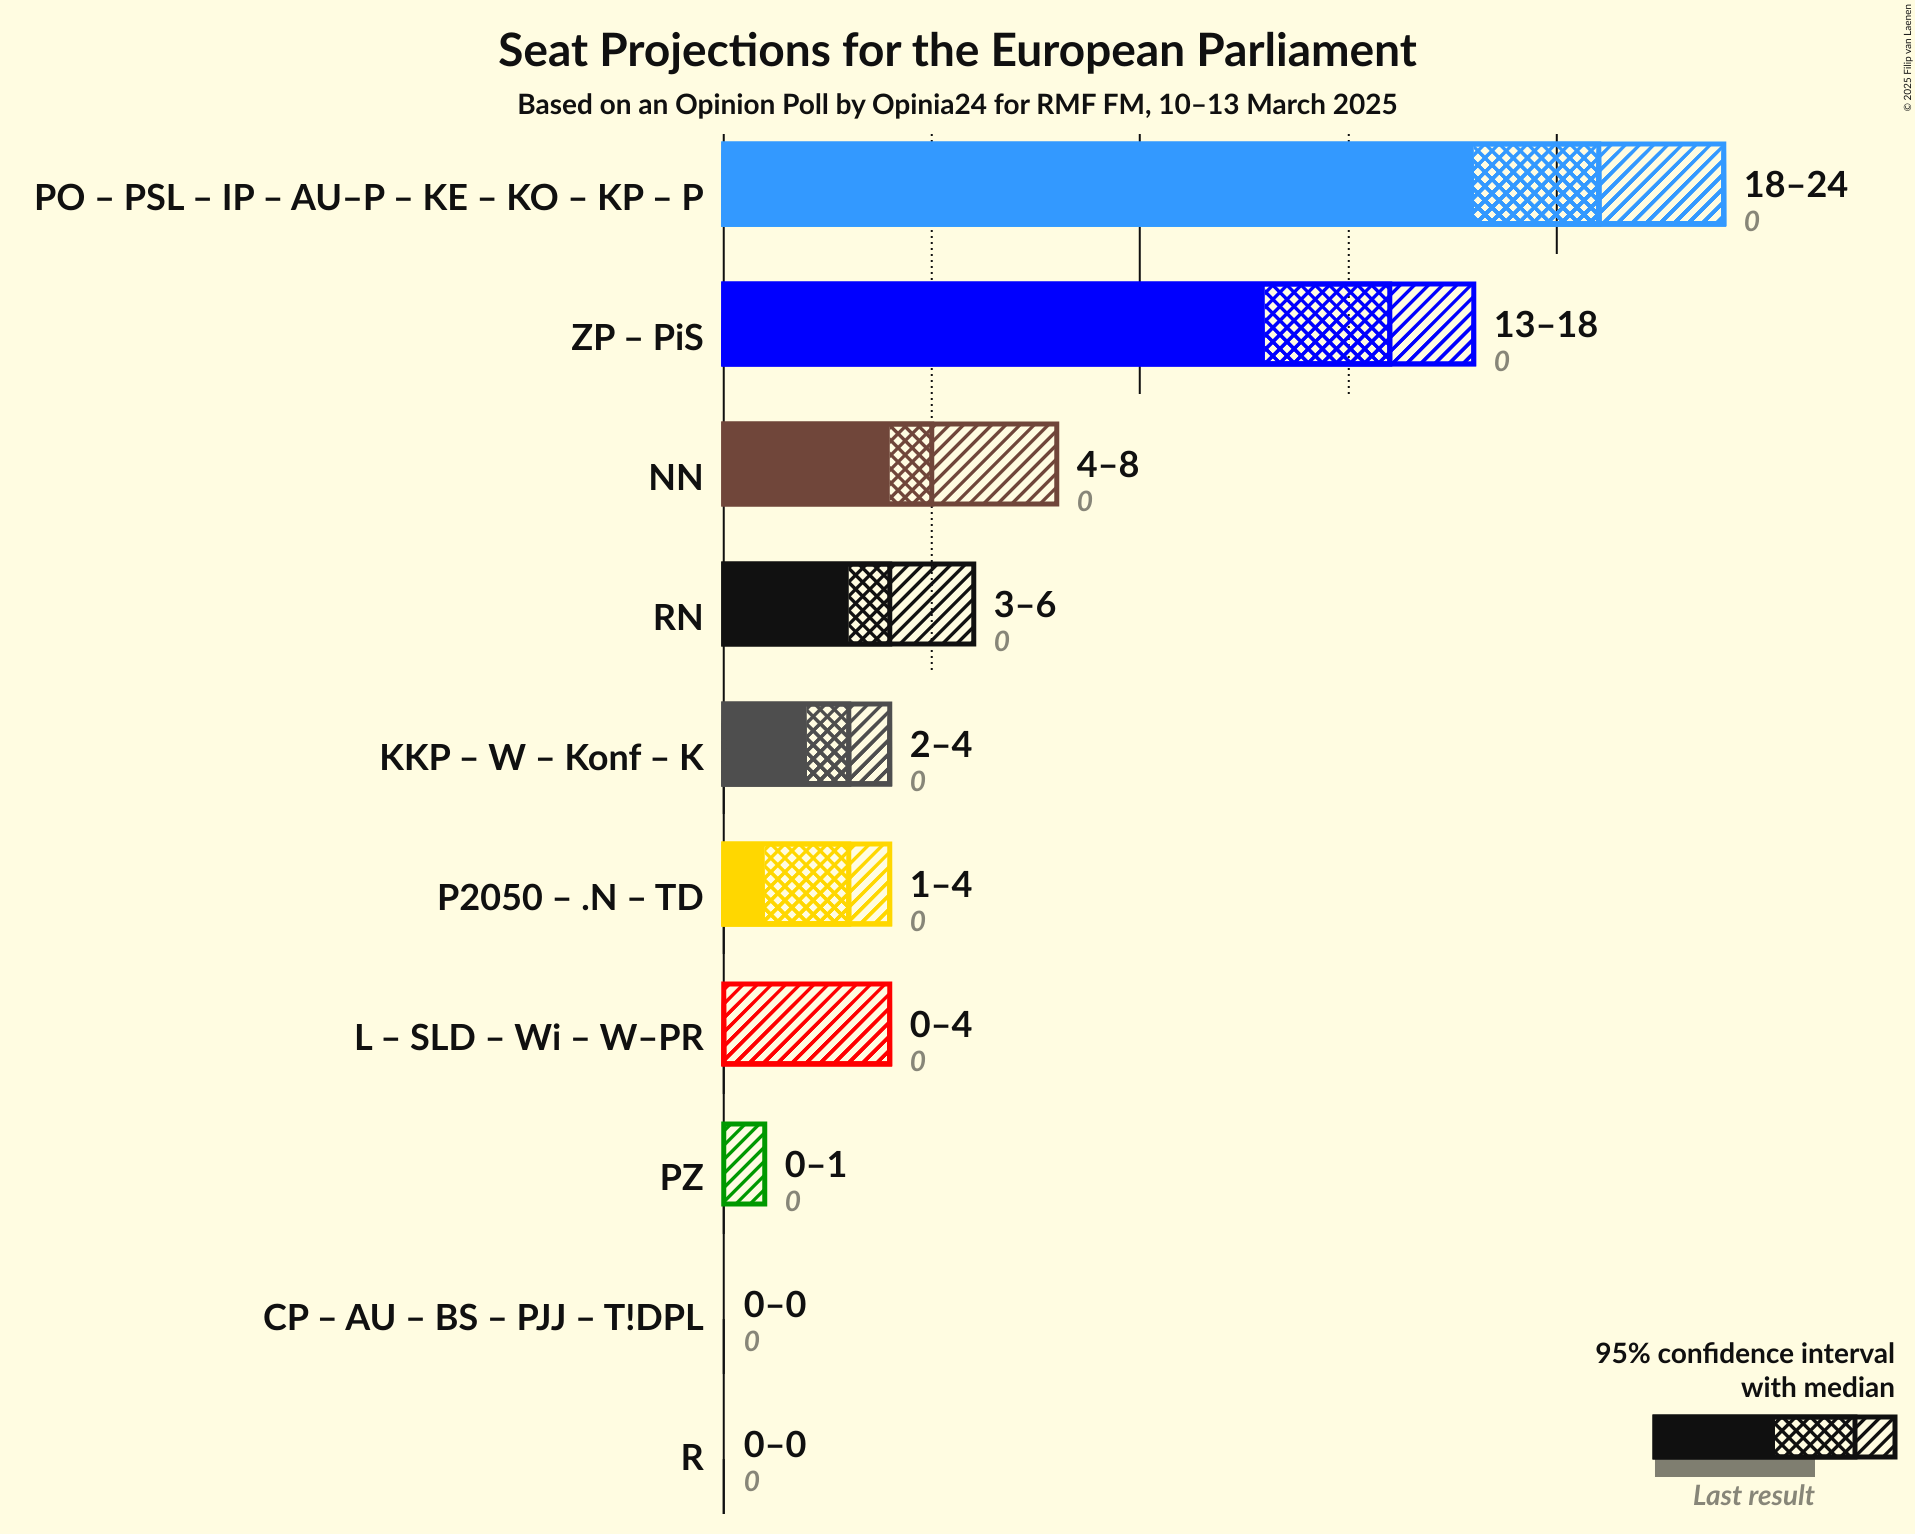 Seat Projections for the European Parliament
Based on an Opinion Poll by Opinia24 for RMF FM, 10–13 March 2025
© 2025 Filip van Laenen
PO – PSL – IP – AU–P – KE – KO – KP – P
18–24
0
ZP – PiS
13–18
0
NN
4–8
0
RN
3–6
0
KKP – W – Konf – K
2–4
0
P2050 – .N – TD
1–4
0
L – SLD – Wi – W–PR
0–4
0
PZ
0–1
0
CP – AU – BS – PJJ – T!DPL
0–0
0
R
0–0
0
95% confidence interval
with median
Last result